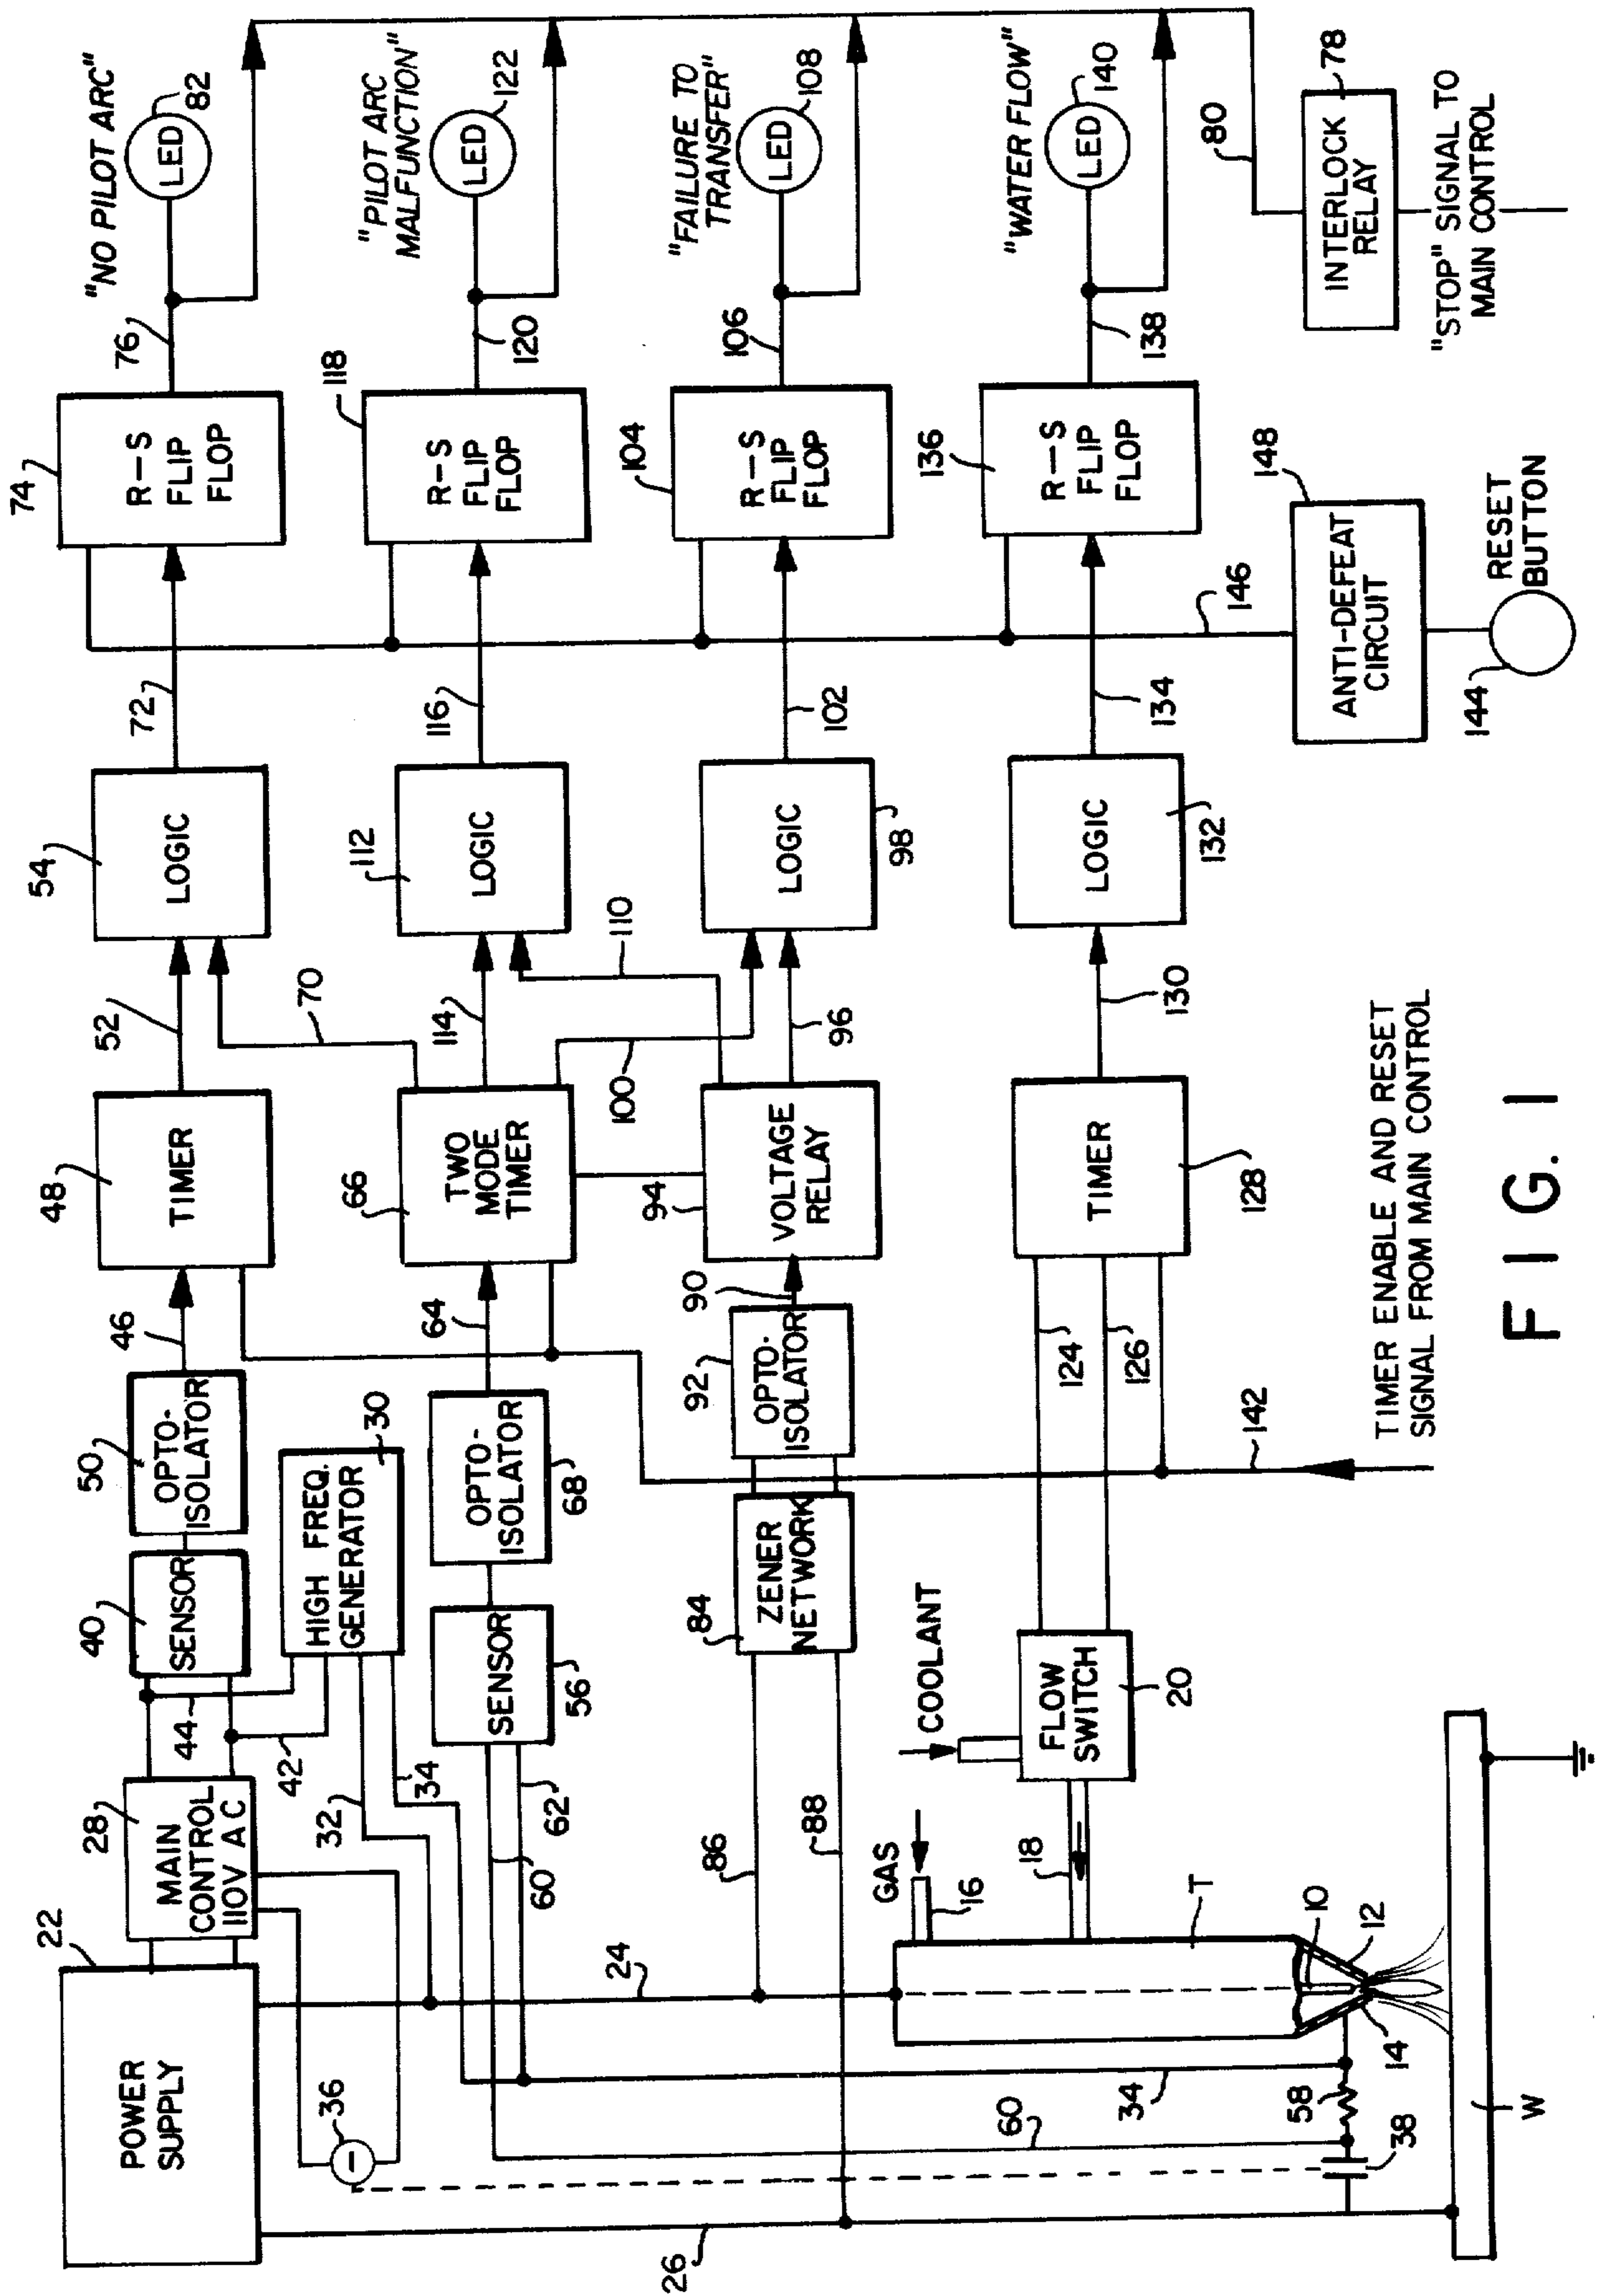 22
POWER
SUPPLY
28
MAIN
CONTROL
110V AC
36
44
42
40
SENSOR
50
OPTO-
ISOLATOR
46
48
TIMER
52
54
LOGIC
72
74
R-S
FLIP
FLOP
76
"NO PILOT ARC"
LED
82
32
34
HIGH FREQ.
GENERATOR
30
60
62
SENSOR
56
OPTO-
ISOLATOR
68
64
66
TWO
MODE
TIMER
70
114
100
112
LOGIC
116
118
R-S
FLIP
FLOP
120
"PILOT ARC
MALFUNCTION"
LED
122
26
24
86
88
84
ZENER
NETWORK
92
OPTO-
ISOLATOR
90
94
VOLTAGE
RELAY
96
110
LOGIC
98
102
104
R-S
FLIP
FLOP
106
"FAILURE TO
TRANSFER"
LED
108
GAS
16
18
COOLANT
FLOW
SWITCH
20
124
126
TIMER
128
130
LOGIC
132
134
136
R-S
FLIP
FLOP
138
"WATER FLOW"
LED
140
60
34
58
38
14
10
12
T
W
142
TIMER ENABLE AND RESET
SIGNAL FROM MAIN CONTROL
146
ANTI-DEFEAT
CIRCUIT
148
144
RESET
BUTTON
80
INTERLOCK
RELAY
78
"STOP" SIGNAL TO
MAIN CONTROL
FIG. 1